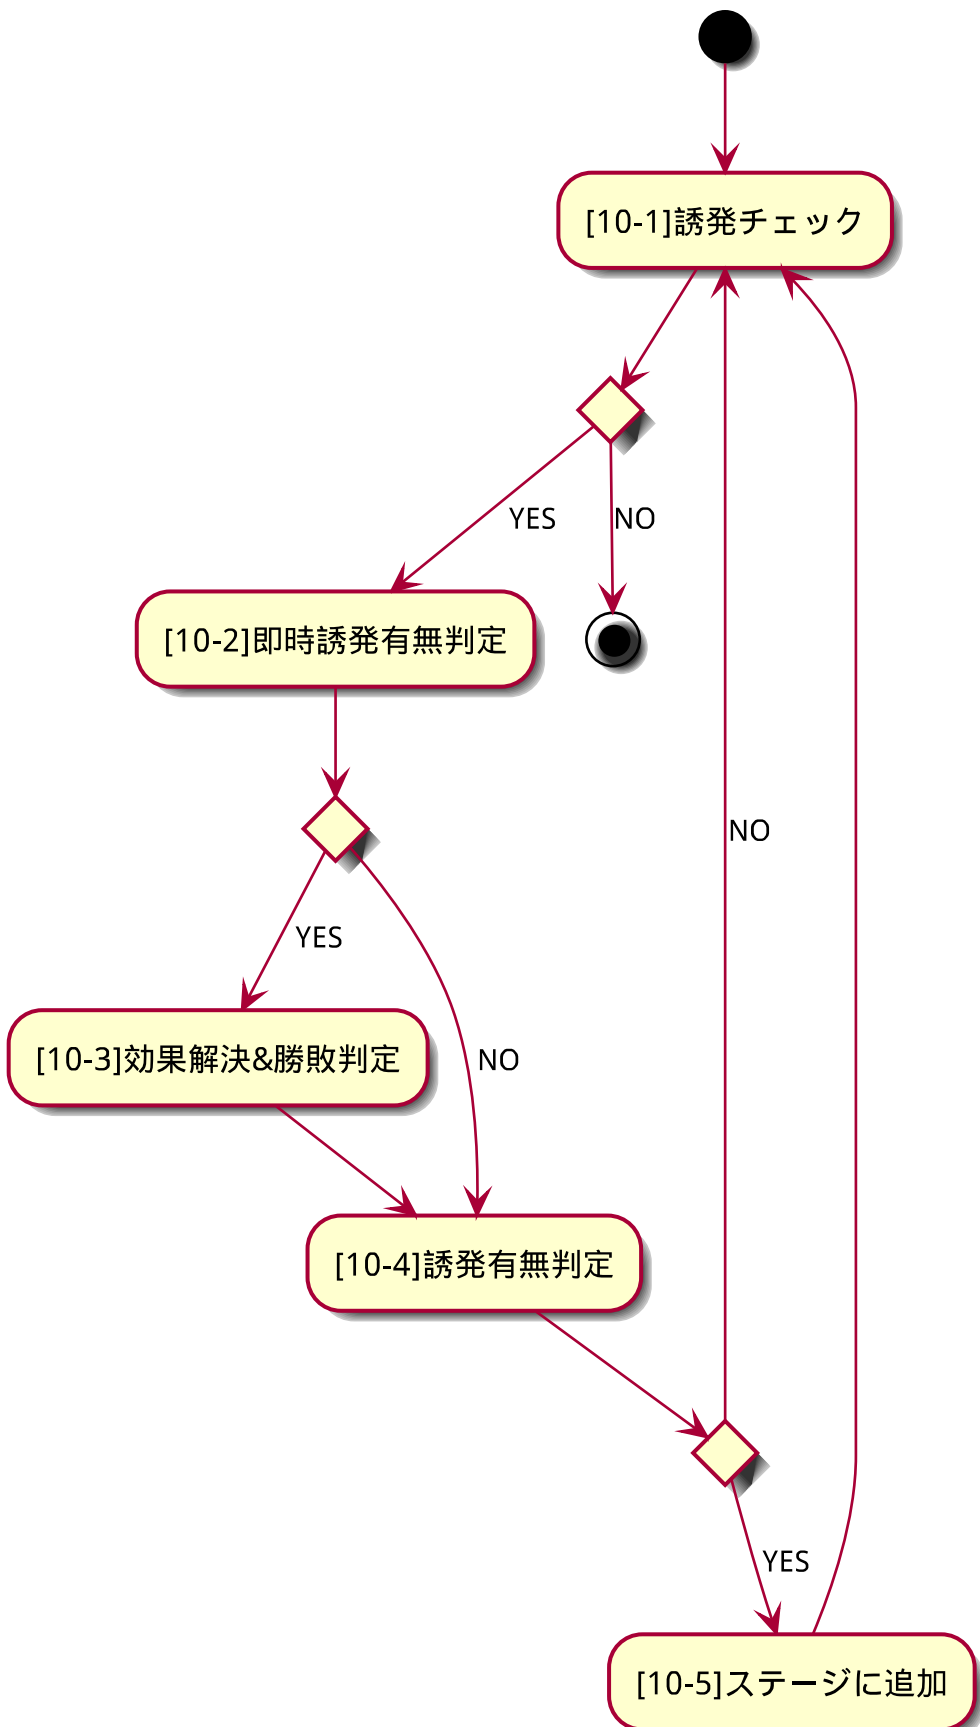 [10-1]誘発チェック
YES
NO
[10-2]即時誘発有無判定
NO
YES
[10-3]効果解決&勝敗判定
NO
[10-4]誘発有無判定
YES
[10-5]ステージに追加